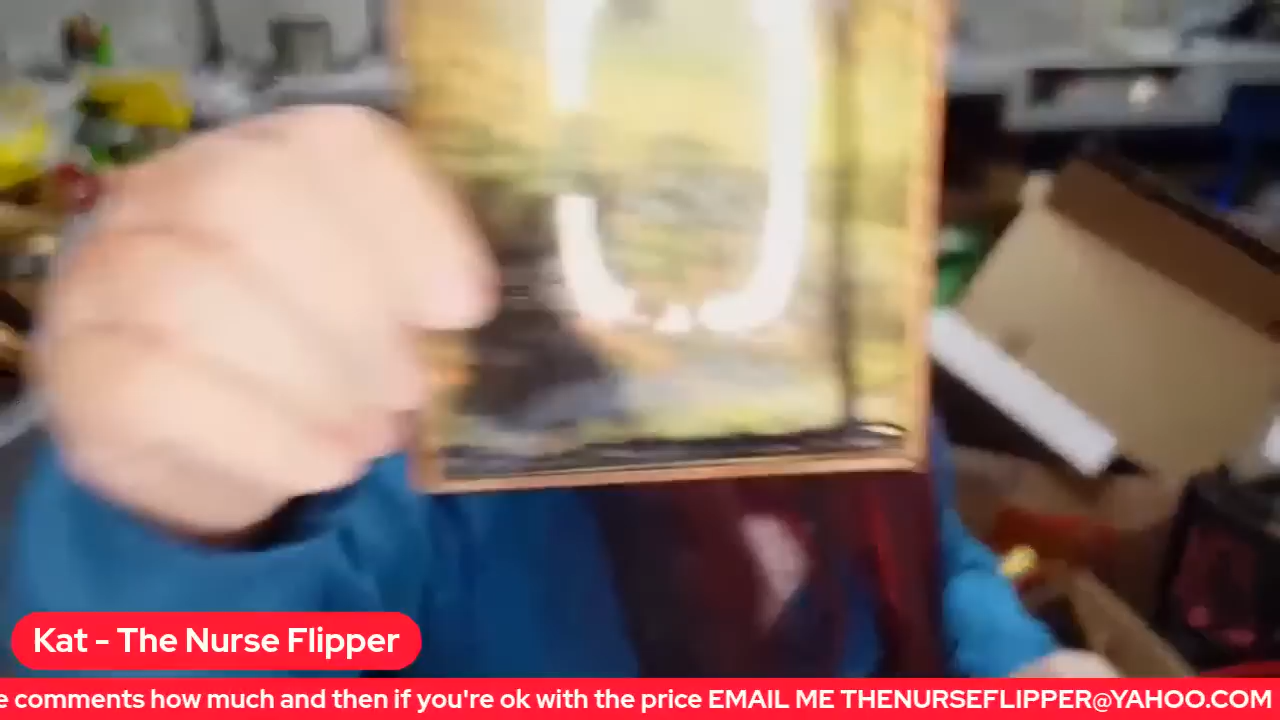 Kat - The Nurse Flipper
e comments how much and then if you're ok with the price EMAIL ME THENURSEFLIPPER@YAHOO.COM